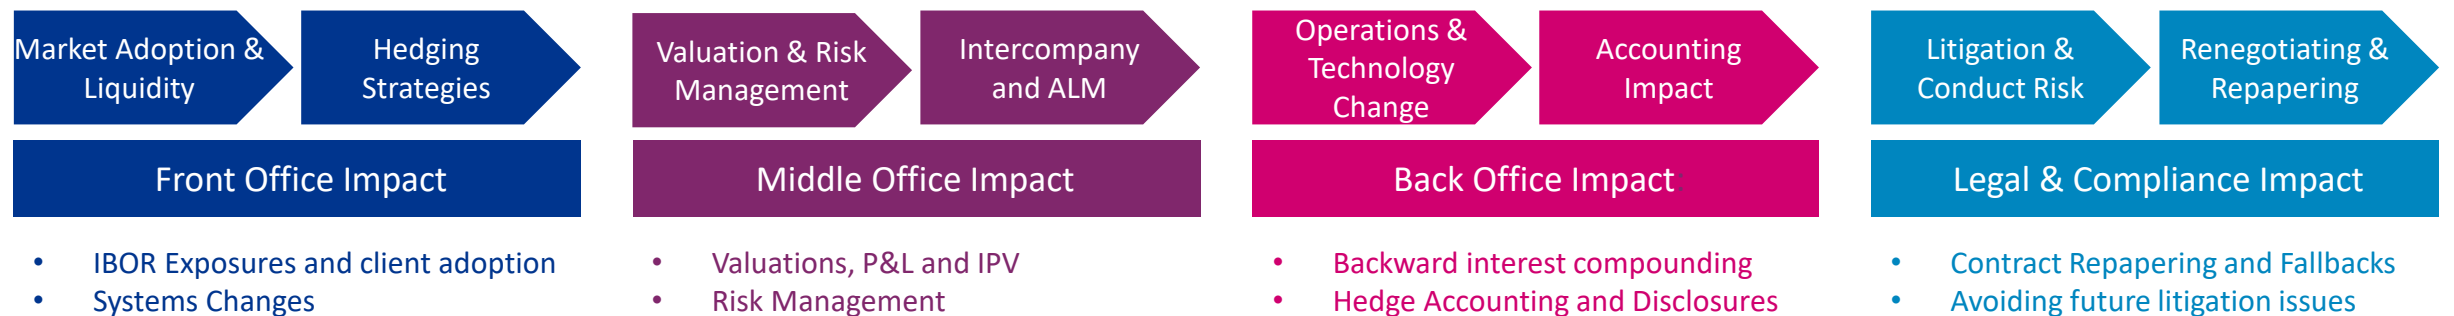 Market Adoption &
Liquidity
Hedging
Strategies
Valuation & Risk
Management
Intercompany
and ALM
Operations &
Technology
Change
Accounting
Impact
Litigation &
Conduct Risk
Renegotiating &
Repapering
Front Office Impact
Middle Office Impact
Back Office Impact:
Legal & Compliance Impact
• IBOR Exposures and client adoption
• Systems Changes
• Valuations, P&L and IPV
• Risk Management
• Backward interest compounding
• Hedge Accounting and Disclosures
• Contract Repapering and Fallbacks
• Avoiding future litigation issues